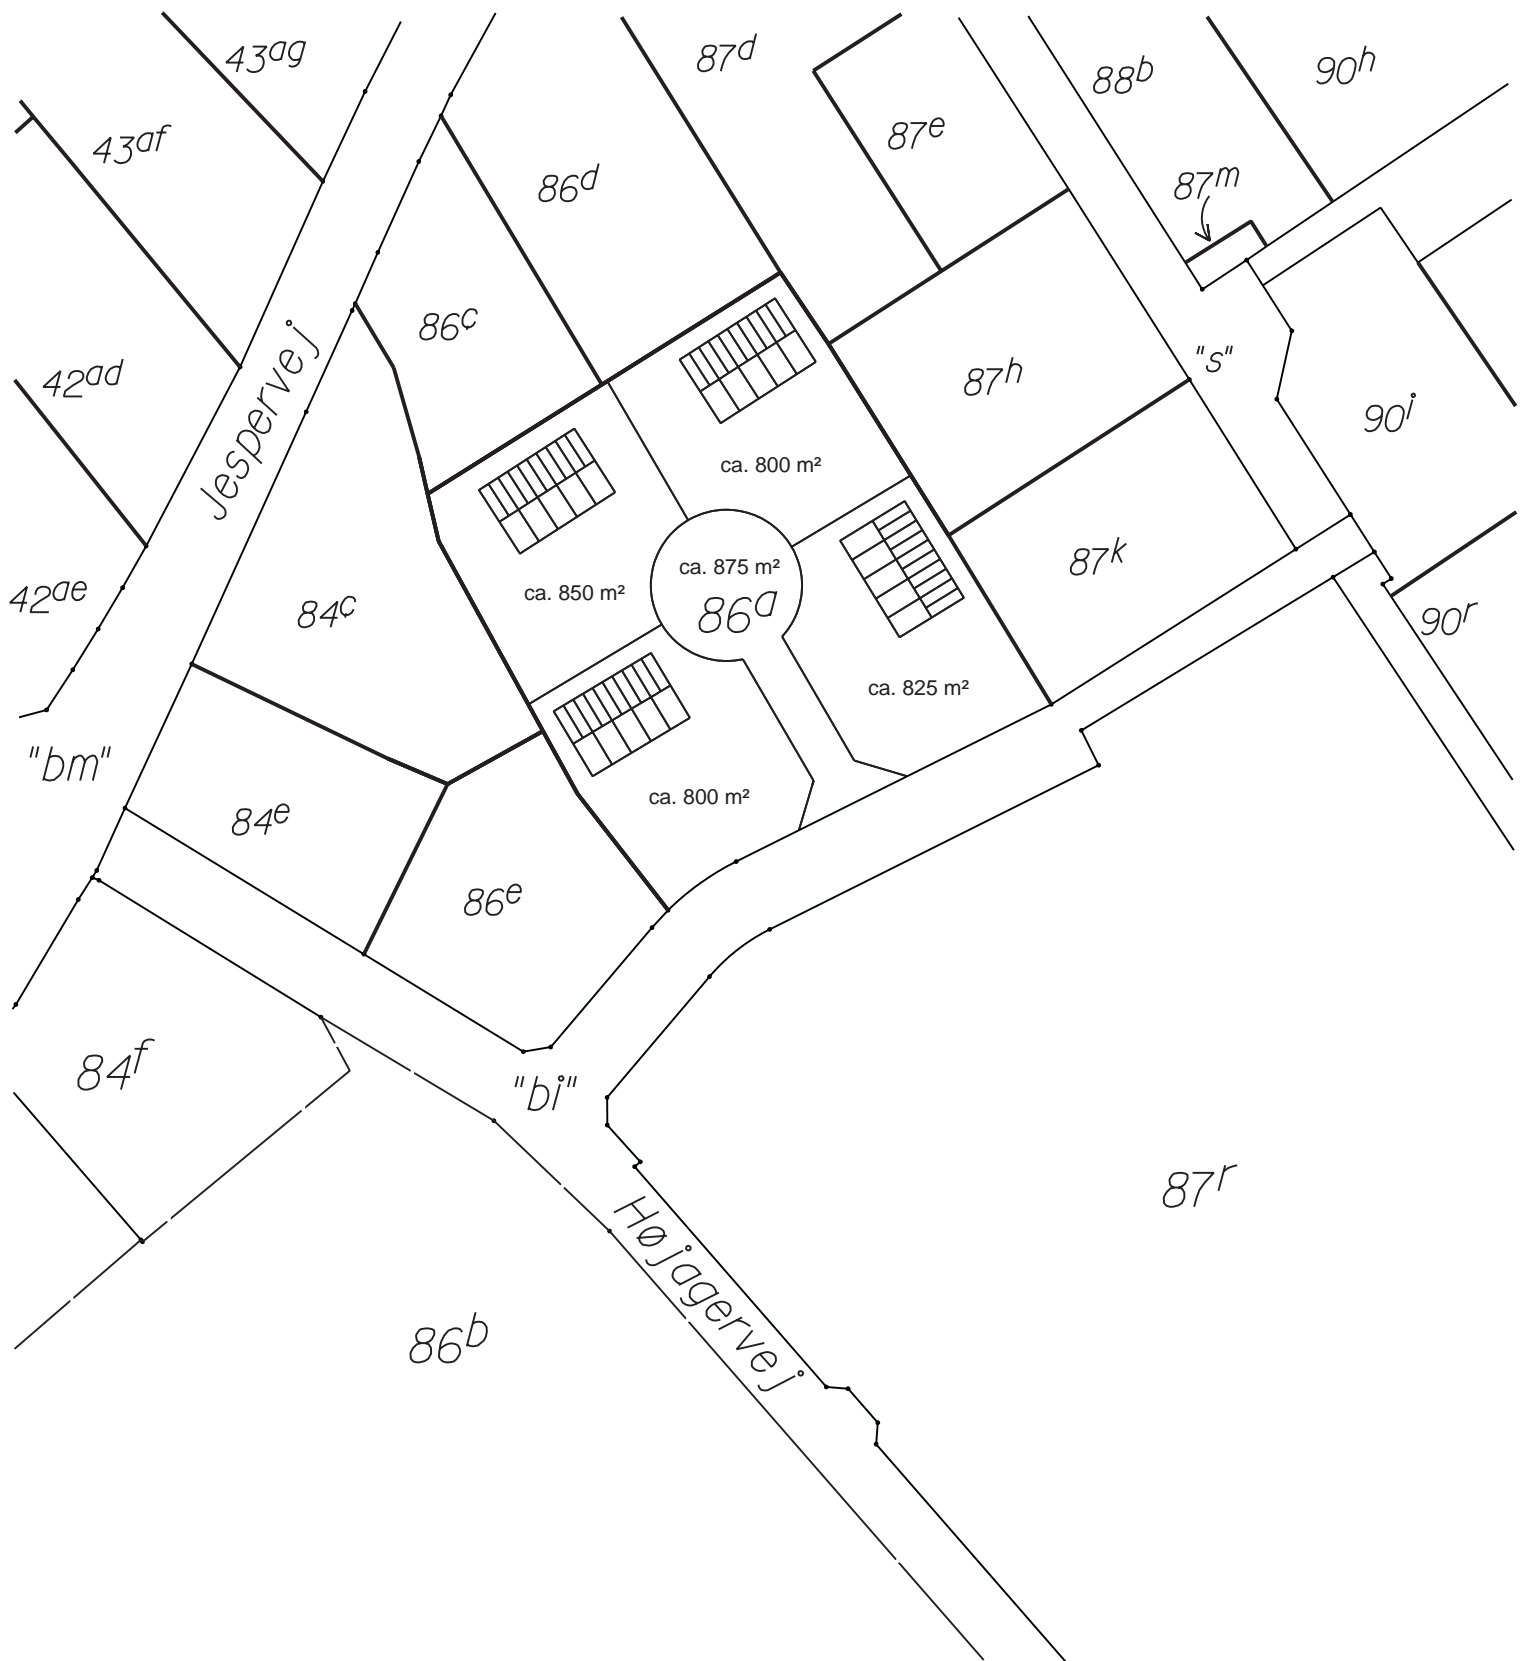 43ag
87d
88b
90h
43af
87e
86d
87m
86c
Jespervej
42ad
87h
"s"
90i
ca. 800 m²
42ae
84c
ca. 850 m²
ca. 875 m²
86a
87k
90r
ca. 825 m²
"bm"
84e
ca. 800 m²
86e
84f
"bi"
87r
Højagervej
86b